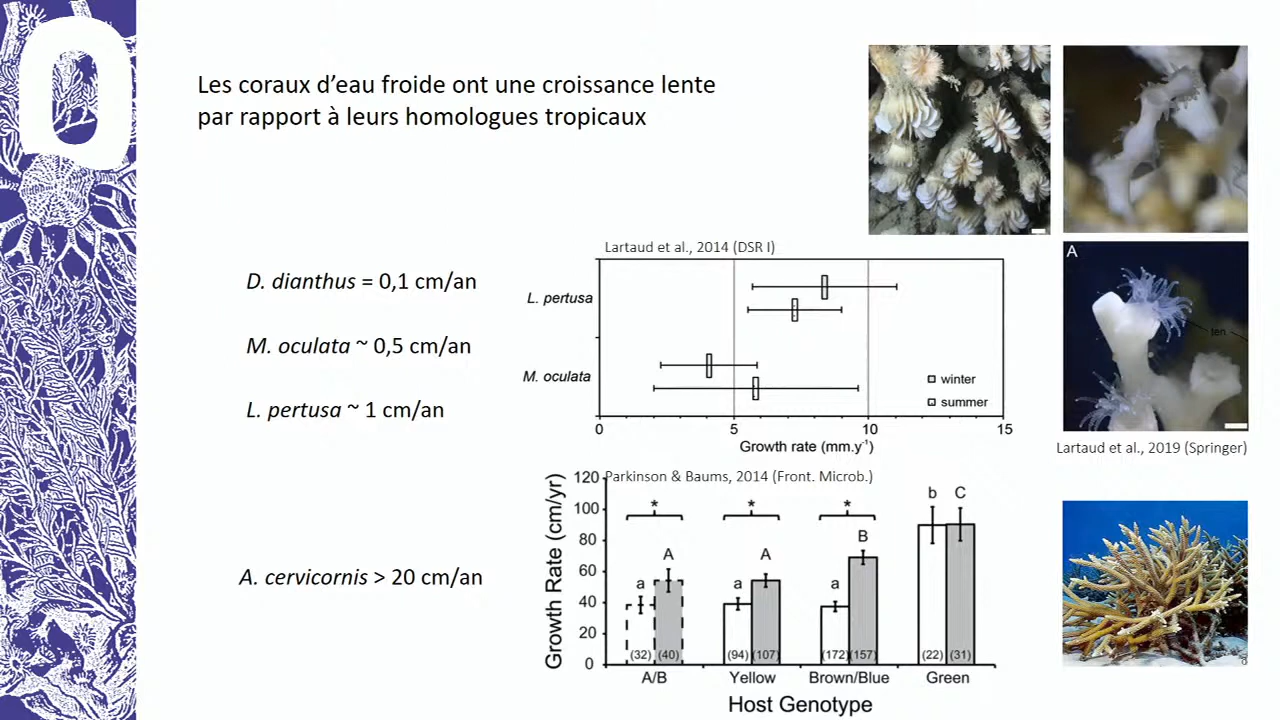 Les coraux d’eau froide ont une croissance lente
par rapport à leurs homologues tropicaux
D. dianthus = 0,1 cm/an
M. oculata ~ 0,5 cm/an
L. pertusa ~ 1 cm/an
A. cervicornis > 20 cm/an
Lartaud et al., 2014 (DSR I)
L. pertusa
M. oculata
winter
summer
0 5 10 15
Growth rate (mm.y⁻¹)
A
ten.
Lartaud et al., 2019 (Springer)
Parkinson & Baums, 2014 (Front. Microb.)
Growth Rate (cm/yr)
120
100
80
60
40
20
0
* * *
a A a A a B b C
(32) (40) (94) (107) (172) (157) (22) (31)
A/B Yellow Brown/Blue Green
Host Genotype